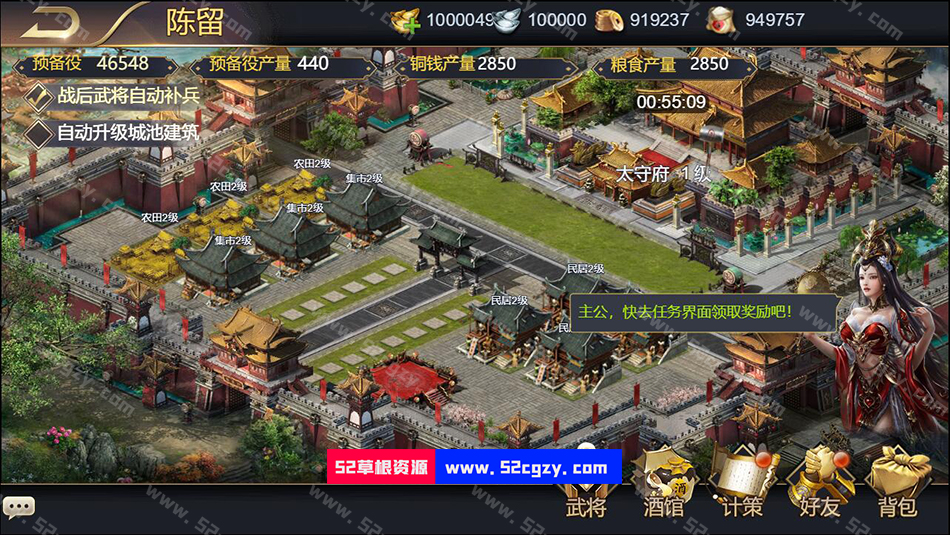 陈留
1000049
100000
919237
949757
预备役 46548
预备役产量 440
铜钱产量2850
粮食产量 2850
战后武将自动补兵
00:55:09
自动升级城池建筑
太守府 1级
农田2级
农田2级
集市2级
农田2级
集市2级
集市2级
民居2级
民居2级
主公，快去任务界面领取奖励吧！
52草根资源 www.52cgzy.com
酒
武将
酒馆
计策
好友
背包